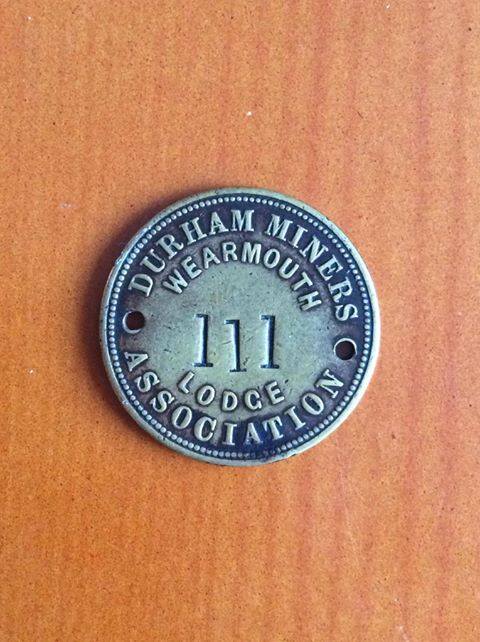 DURHAM MINERS
WEARMOUTH
111
LODGE
ASSOCIATION